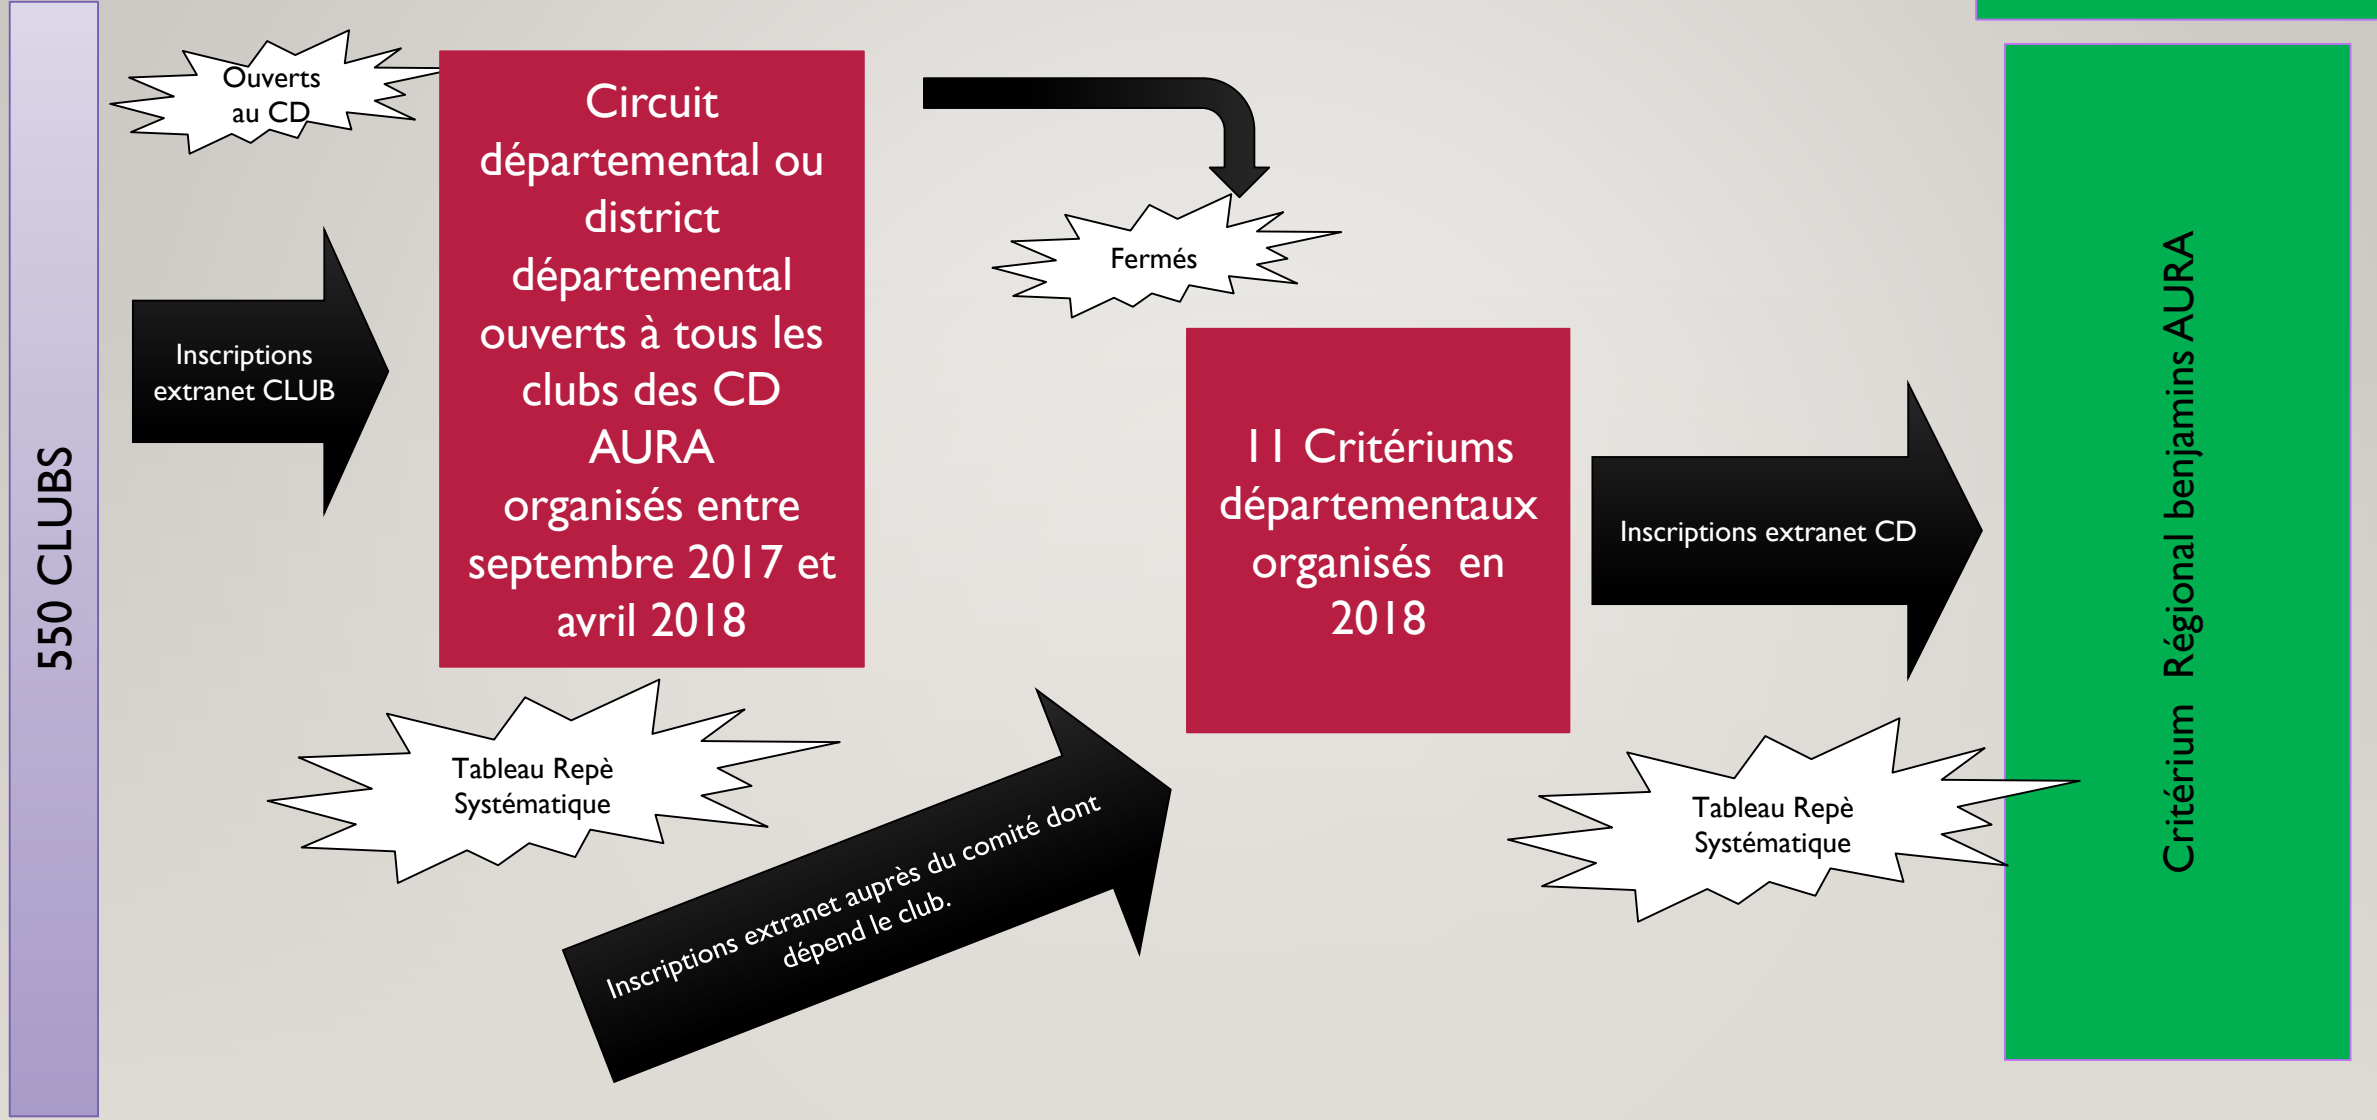 550 CLUBS
Ouverts
au CD
Inscriptions
extranet CLUB
Circuit
départemental ou
district
départemental
ouverts à tous les
clubs des CD
AURA
organisés entre
septembre 2017 et
avril 2018
Tableau Repè
Systématique
Inscriptions extranet auprès du comité dont
dépend le club.
Fermés
11 Critériums
départementaux
organisés en
2018
Inscriptions extranet CD
Tableau Repè
Systématique
Critérium Régional benjamins AURA